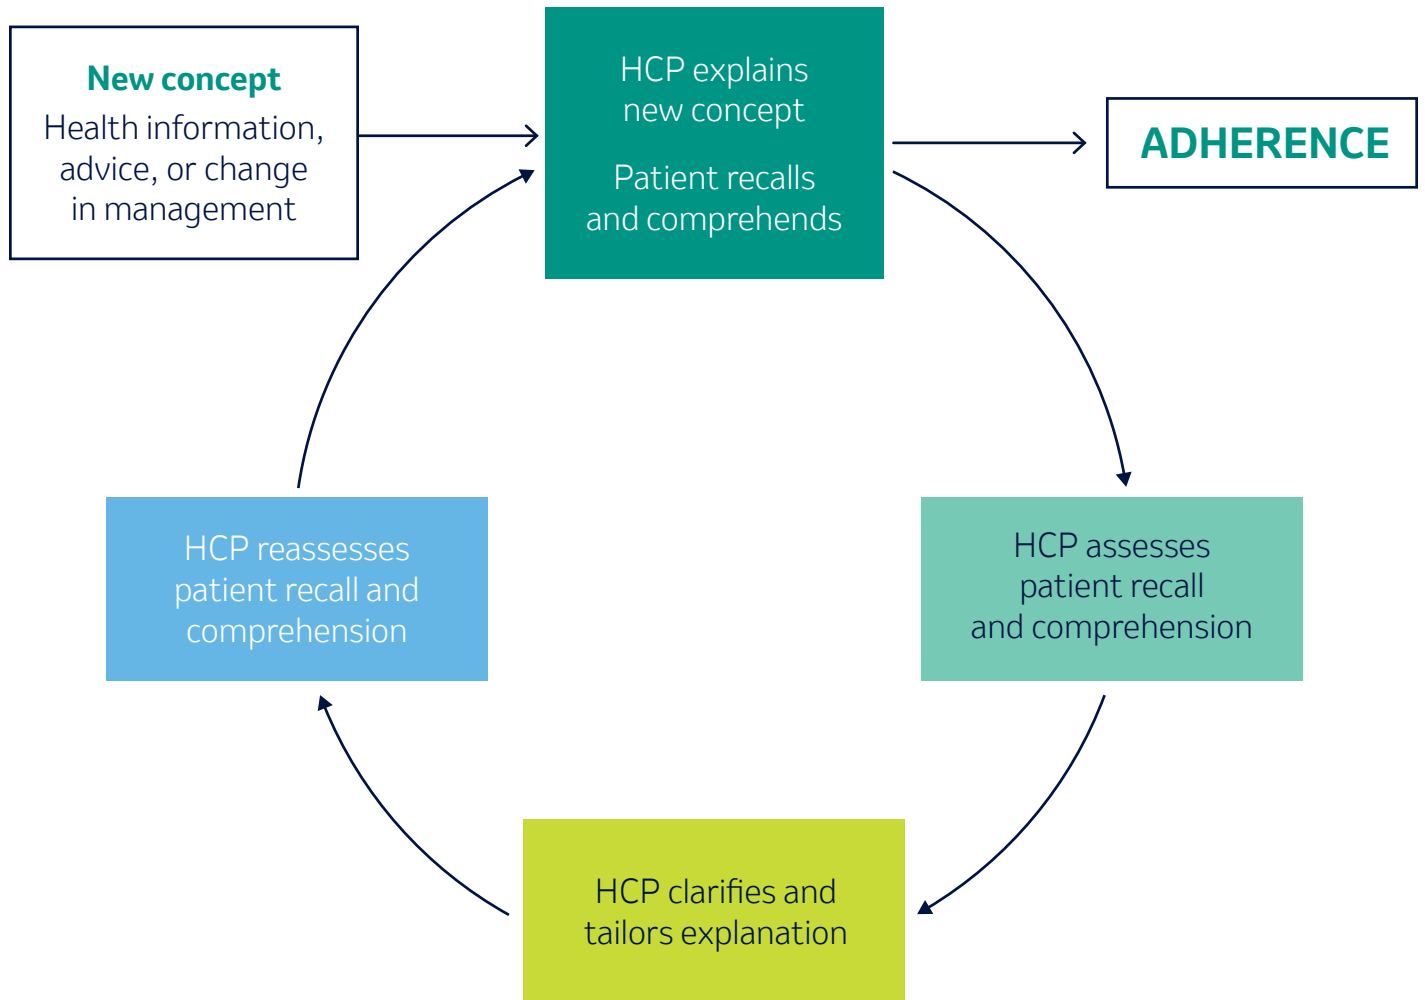 New concept
Health information,
advice, or change
in management
HCP explains
new concept
Patient recalls
and comprehends
ADHERENCE
HCP assesses
patient recall
and comprehension
HCP clarifies and
tailors explanation
HCP reassesses
patient recall and
comprehension